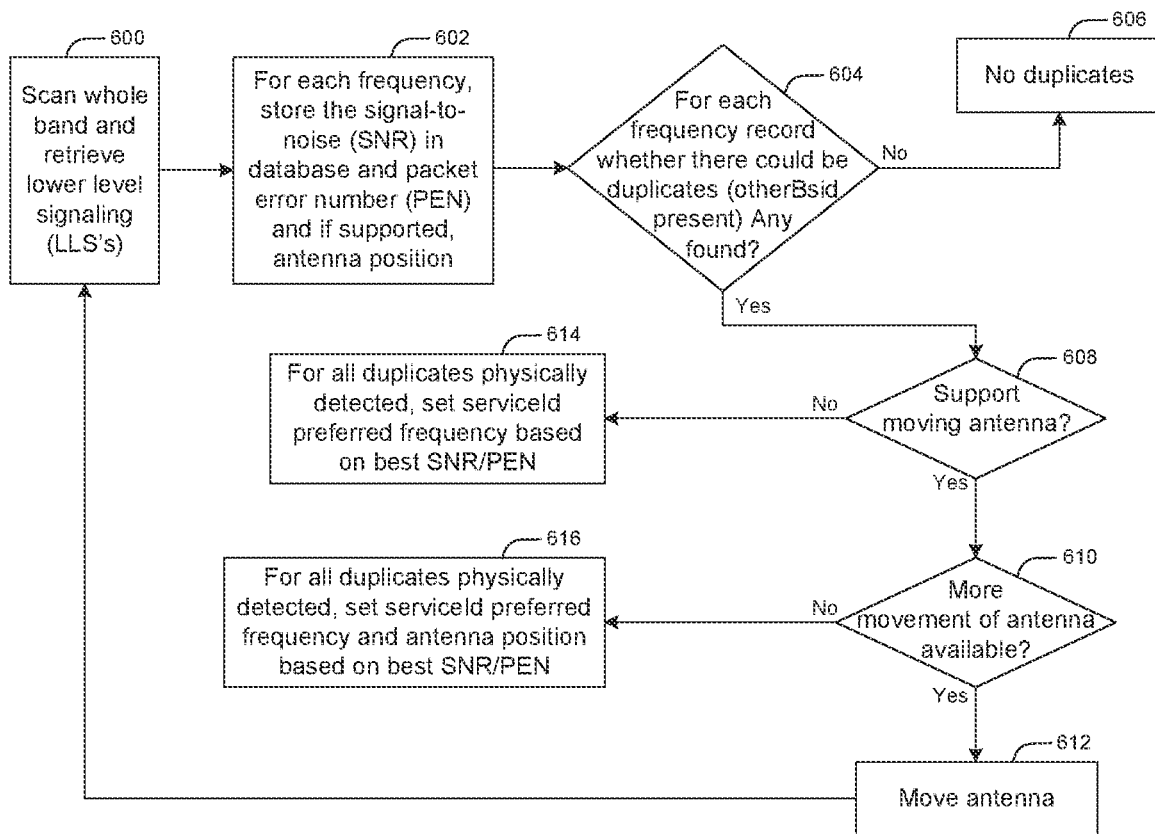 600
Scan whole
band and
retrieve
lower level
signaling
(LLS's)
602
For each frequency,
store the signal-to-
noise (SNR) in
database and packet
error number (PEN)
and if supported,
antenna position
604
For each
frequency record
whether there could be
duplicates (otherBsid
present) Any
found?
No
606
No duplicates
Yes
608
Support
moving antenna?
No
614
For all duplicates physically
detected, set serviceId
preferred frequency based
on best SNR/PEN
Yes
610
More
movement of antenna
available?
No
616
For all duplicates physically
detected, set serviceId preferred
frequency and antenna position
based on best SNR/PEN
Yes
612
Move antenna